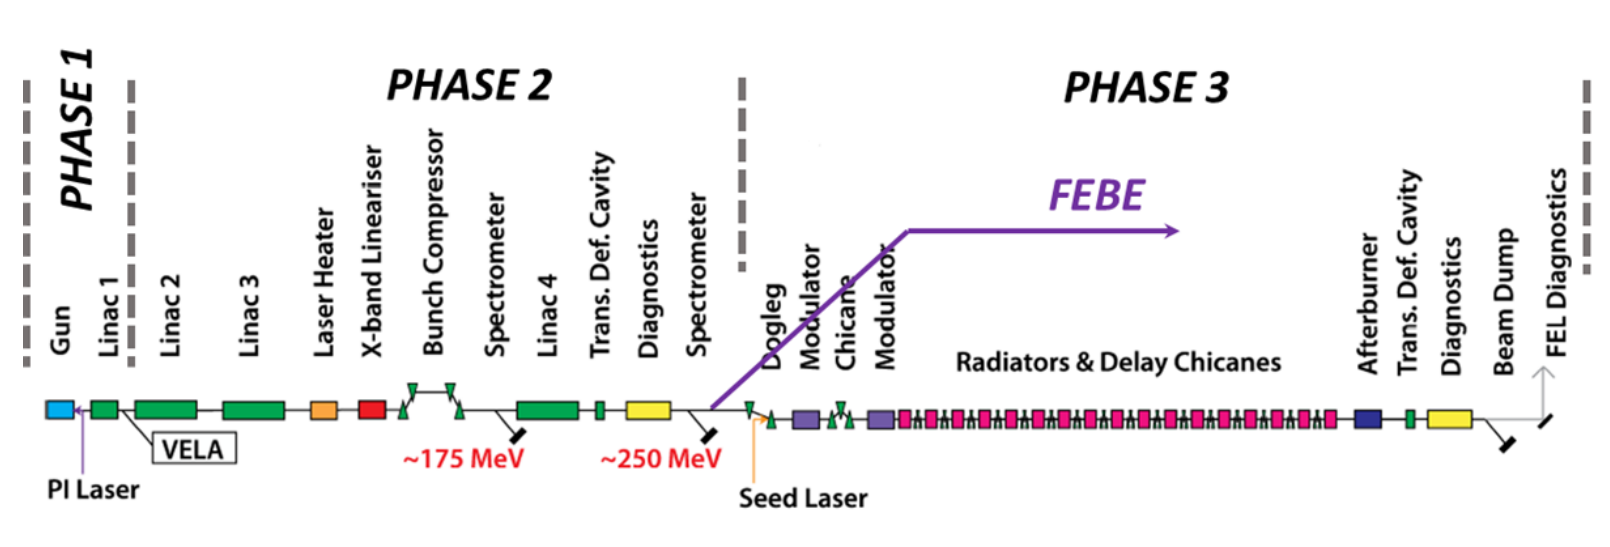 PHASE 1
PHASE 2
PHASE 3
FEBE
Gun
Linac 1
Linac 2
Linac 3
Laser Heater
X-band Lineariser
Bunch Compressor
Spectrometer
Linac 4
Trans. Def. Cavity
Diagnostics
Spectrometer
Dogleg
Modulator
Chicane
Modulator
Radiators & Delay Chicanes
Afterburner
Trans. Def. Cavity
Diagnostics
Beam Dump
FEL Diagnostics
VELA
~175 MeV
~250 MeV
PI Laser
Seed Laser